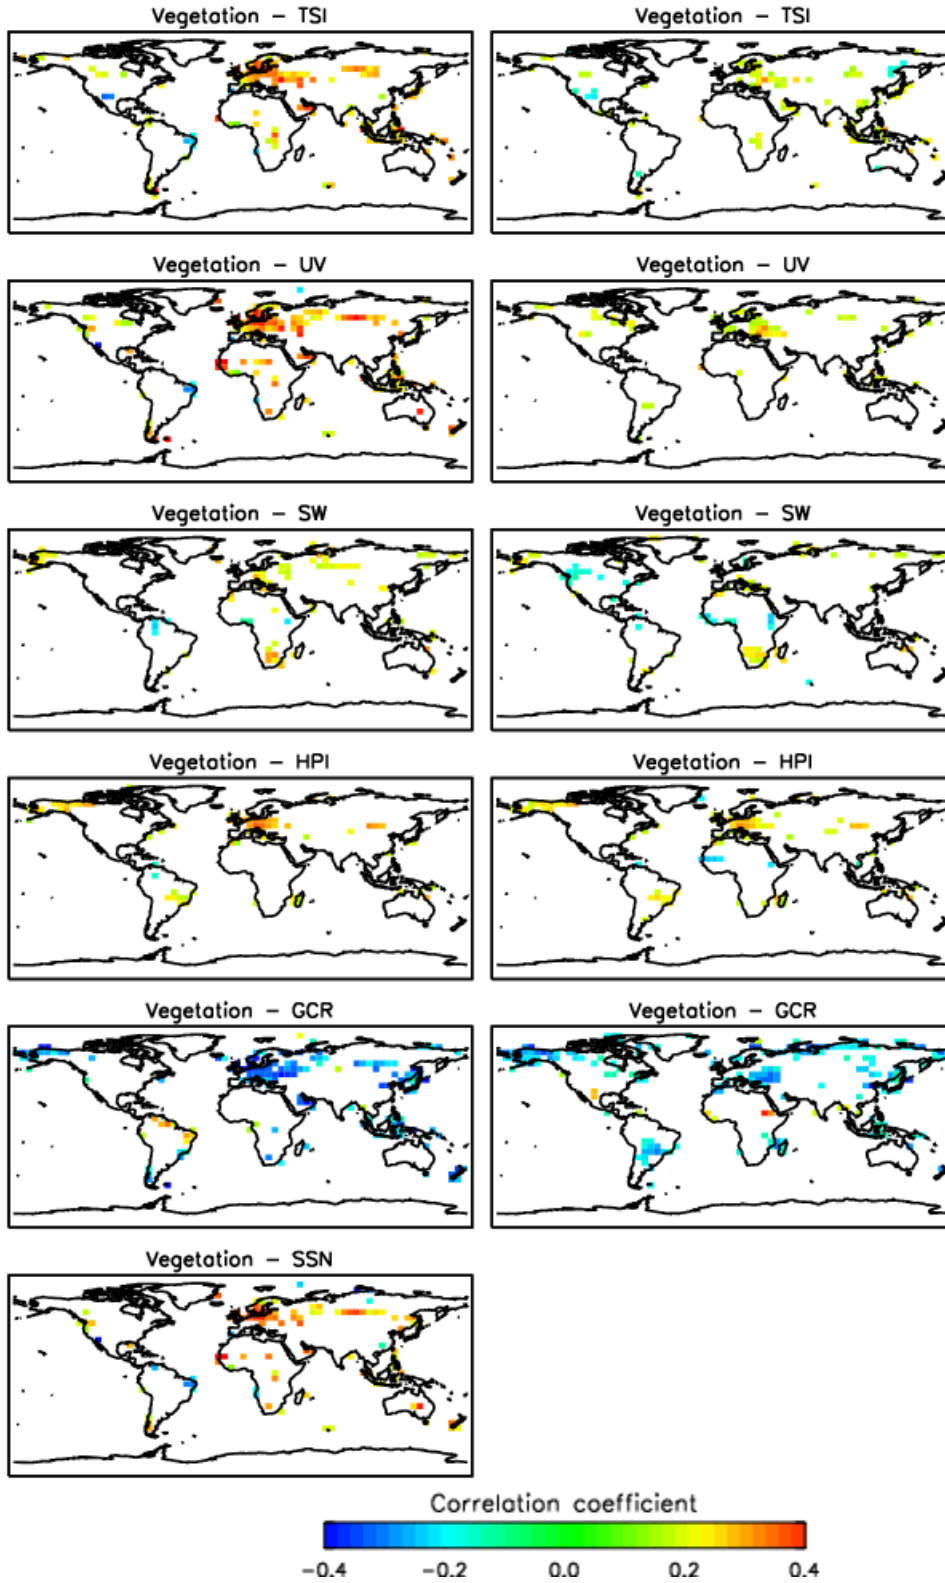 Vegetation – TSI
Vegetation – TSI
Vegetation – UV
Vegetation – UV
Vegetation – SW
Vegetation – SW
Vegetation – HPI
Vegetation – HPI
Vegetation – GCR
Vegetation – GCR
Vegetation – SSN
Correlation coefficient
−0.4 −0.2 0.0 0.2 0.4